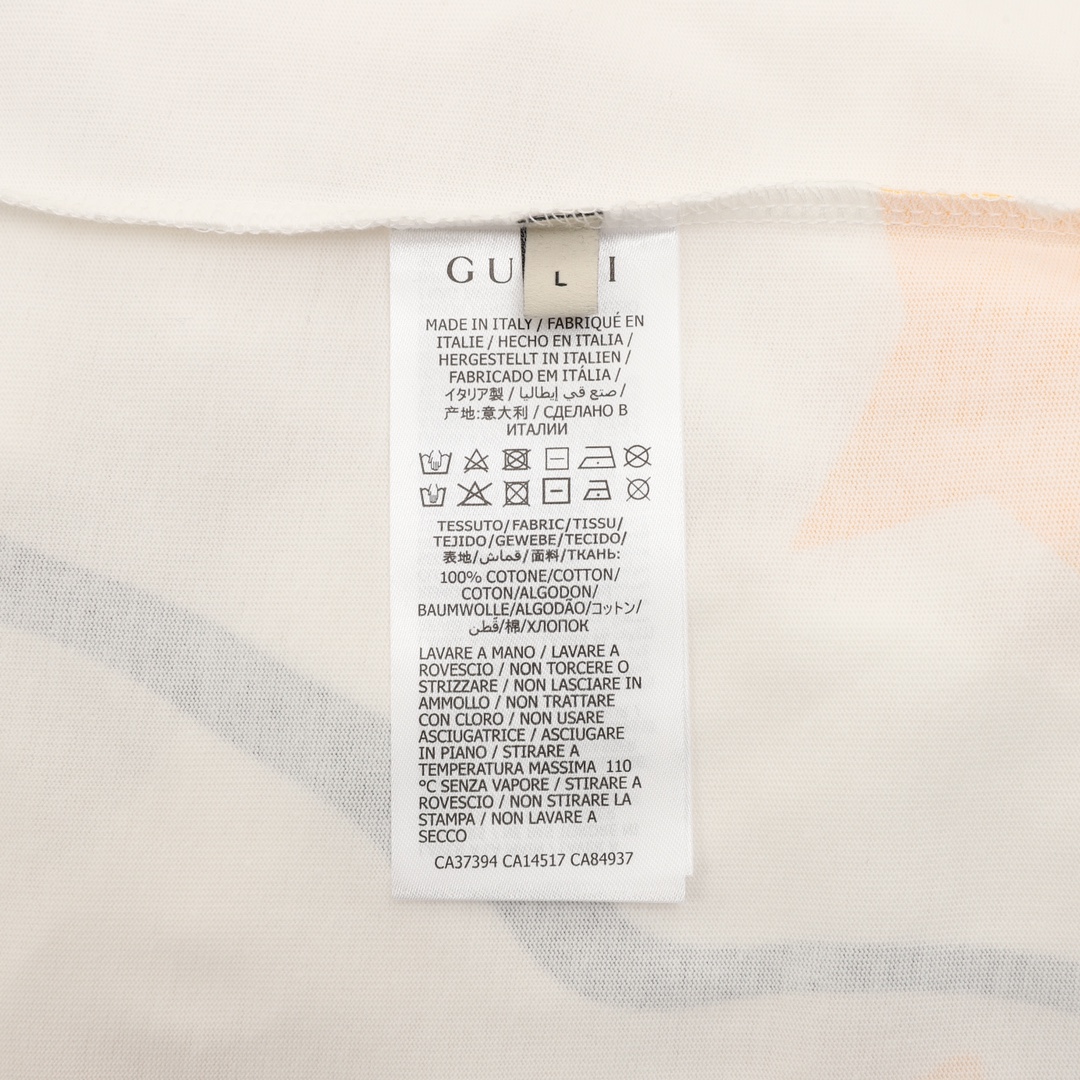 GU I
L
MADE IN ITALY / FABRIQUÉ EN
ITALIE / HECHO EN ITALIA /
HERGESTELLT IN ITALIEN /
FABRICADO EM ITÁLIA /
イタリア製 / صنع في إيطاليا /
产地:意大利 / СДЕЛАНО В
ИТАЛИИ
TESSUTO/FABRIC/TISSU/
TEJIDO/GEWEBE/TECIDO/
表地/قماش/面料/ТКАНЬ:
100% COTONE/COTTON/
COTON/ALGODON/
BAUMWOLLE/ALGODÃO/コットン/
قطن/棉/ХЛОПОК
LAVARE A MANO / LAVARE A
ROVESCIO / NON TORCERE O
STRIZZARE / NON LASCIARE IN
AMMOLLO / NON TRATTARE
CON CLORO / NON USARE
ASCIUGATRICE / ASCIUGARE
IN PIANO / STIRARE A
TEMPERATURA MASSIMA 110
°C SENZA VAPORE / STIRARE A
ROVESCIO / NON STIRARE LA
STAMPA / NON LAVARE A
SECCO
CA37394 CA14517 CA84937